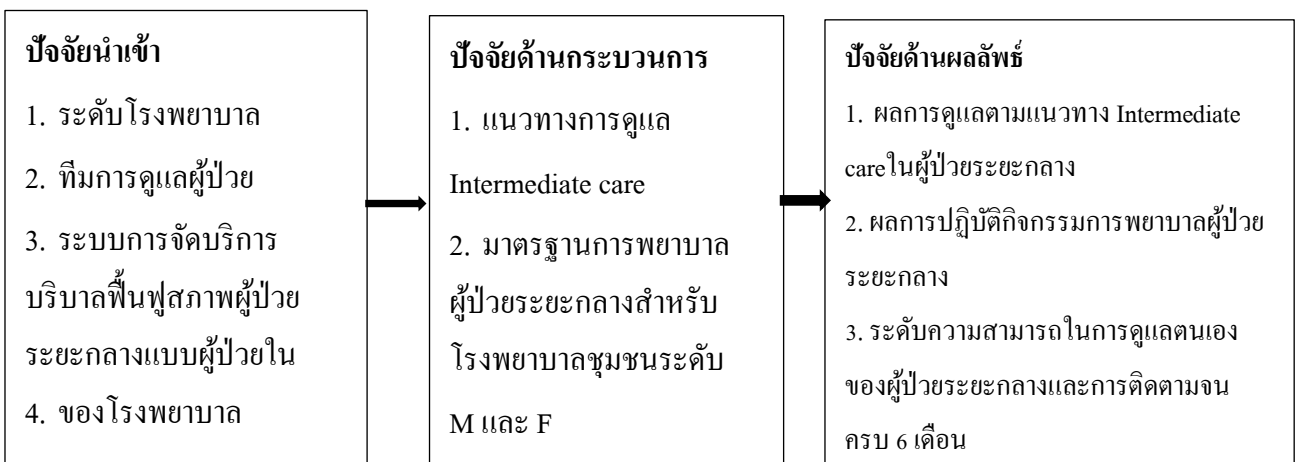 ปัจจัยนำเข้า
1. ระดับโรงพยาบาล
2. ทีมการดูแลผู้ป่วย
3. ระบบการจัดบริการ
บริบาลฟื้นฟูสภาพผู้ป่วย
ระยะกลางแบบผู้ป่วยใน
4. ของโรงพยาบาล
ปัจจัยด้านกระบวนการ
1. แนวทางการดูแล
Intermediate care
2. มาตรฐานการพยาบาล
ผู้ป่วยระยะกลางสำหรับ
โรงพยาบาลชุมชนระดับ
M และ F
ปัจจัยด้านผลลัพธ์
1. ผลการดูแลตามแนวทาง Intermediate
careในผู้ป่วยระยะกลาง
2. ผลการปฏิบัติกิจกรรมการพยาบาลผู้ป่วย
ระยะกลาง
3. ระดับความสามารถในการดูแลตนเอง
ของผู้ป่วยระยะกลางและการติดตามจน
ครบ 6 เดือน